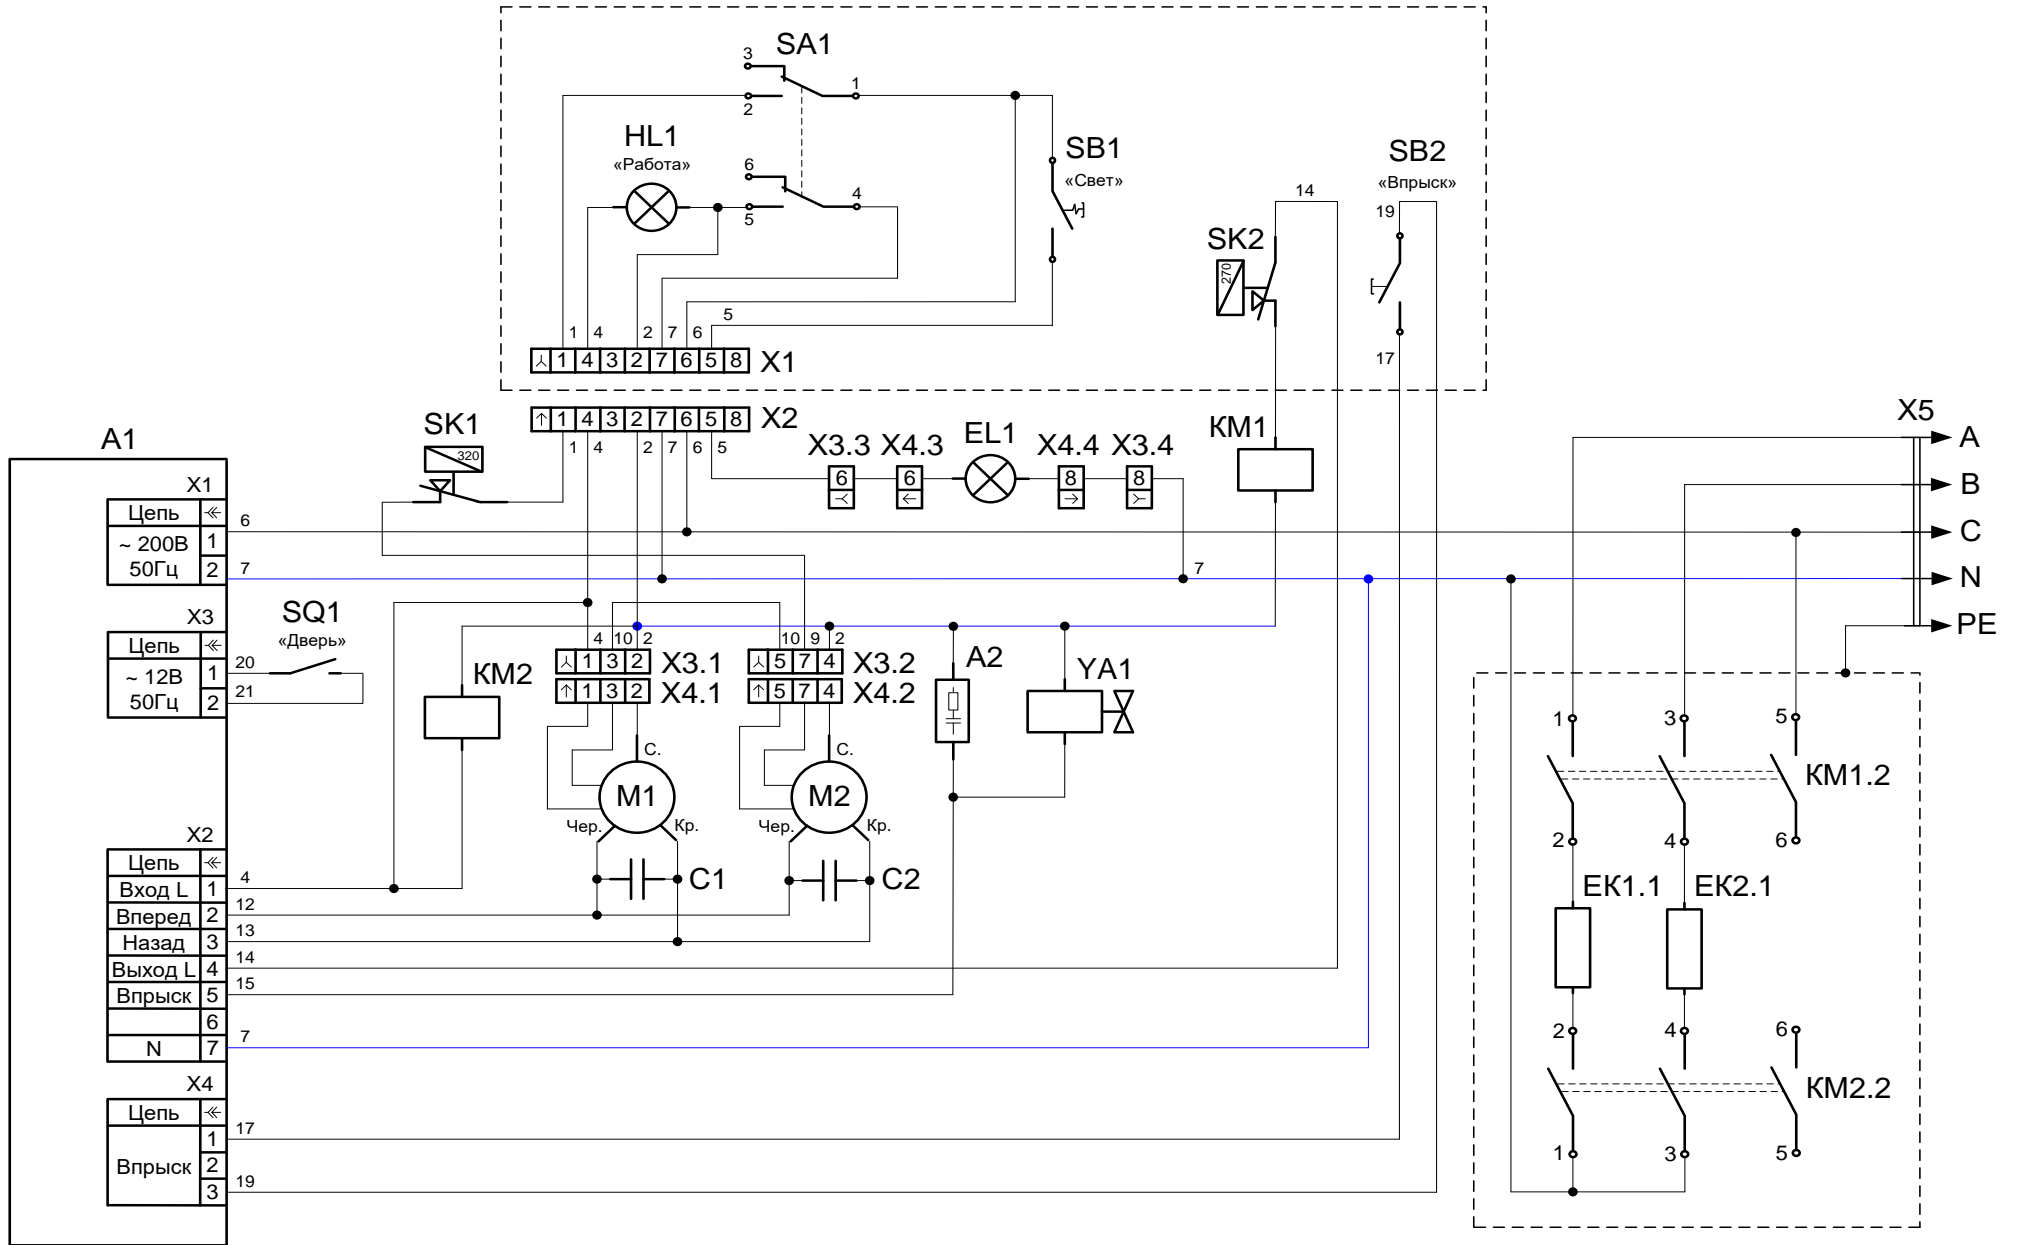 SA1
3
1
2
HL1
«Работа»
6
4
5
SB1
«Свет»
SB2
«Впрыск»
14
19
SK2
270
17
5
1 4 2 7 6
1 4 3 2 7 6 5 8 X1
1 4 3 2 7 6 5 8 X2
1 4 2 7 6 5
SK1
320
X3.3 X4.3 EL1 X4.4 X3.4
6 6 8 8
КМ1
X5
A
B
C
N
PE
A1
X1
Цепь
~ 200В
50Гц
1
2
6
7
7
X3
Цепь
~ 12В
50Гц
1
2
20
21
SQ1
«Дверь»
4 10 2
1 3 2 X3.1
1 3 2 X4.1
10 9 2
5 7 4 X3.2
5 7 4 X4.2
КМ2
A2
YA1
С.
M1
Чер. Кр.
C1
С.
M2
Чер. Кр.
C2
X2
Цепь
Вход L 1 4
Вперед 2 12
Назад 3 13
Выход L 4 14
Впрыск 5 15
6
N 7 7
X4
Цепь
Впрыск
1 17
2
3 19
1 3 5
КМ1.2
2 4 6
ЕК1.1 ЕК2.1
2 4 6
КМ2.2
1 3 5